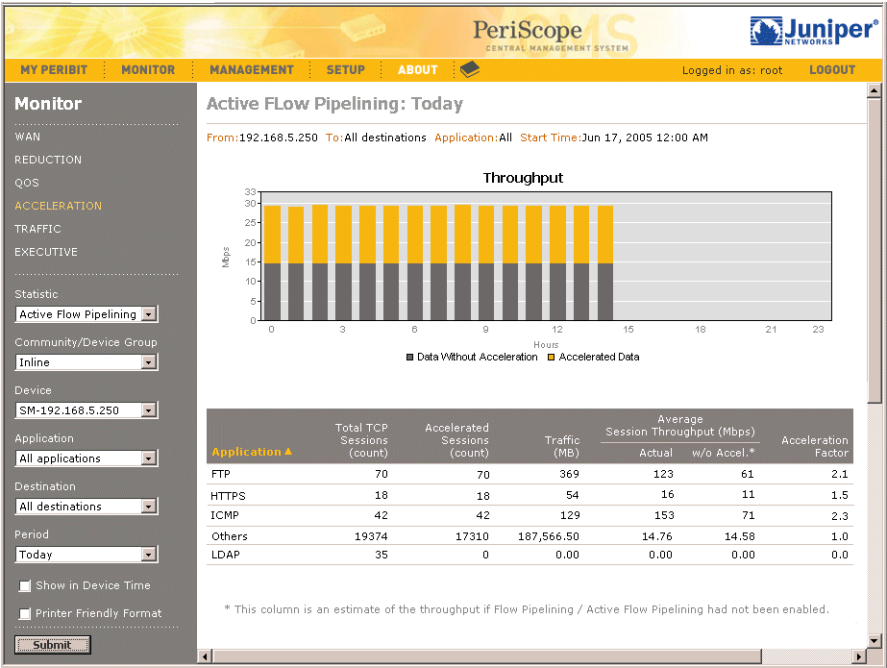 PeriScope
CENTRAL MANAGEMENT SYSTEM
CMS
Juniper®
NETWORKS
MY PERIBIT MONITOR MANAGEMENT SETUP ABOUT Logged in as: root LOGOUT
Monitor
WAN
REDUCTION
QOS
ACCELERATION
TRAFFIC
EXECUTIVE
Statistic
Active Flow Pipelining
Community/Device Group
Inline
Device
SM-192.168.5.250
Application
All applications
Destination
All destinations
Period
Today
Show in Device Time
Printer Friendly Format
Submit
Active FLow Pipelining: Today
From:192.168.5.250 To:All destinations Application:All Start Time:Jun 17, 2005 12:00 AM
Throughput
33
30
25
20
15
10
5
0
Mbps
0 3 6 9 12 15 18 21 23
Hours
Data Without Acceleration Accelerated Data
Application Total TCP Sessions (count) Accelerated Sessions (count) Traffic (MB) Average Session Throughput (Mbps) Actual w/o Accel.* Acceleration Factor
FTP 70 70 369 123 61 2.1
HTTPS 18 18 54 16 11 1.5
ICMP 42 42 129 153 71 2.3
Others 19374 17310 187,566.50 14.76 14.58 1.0
LDAP 35 0 0.00 0.00 0.00 0.0
* This column is an estimate of the throughput if Flow Pipelining / Active Flow Pipelining had not been enabled.